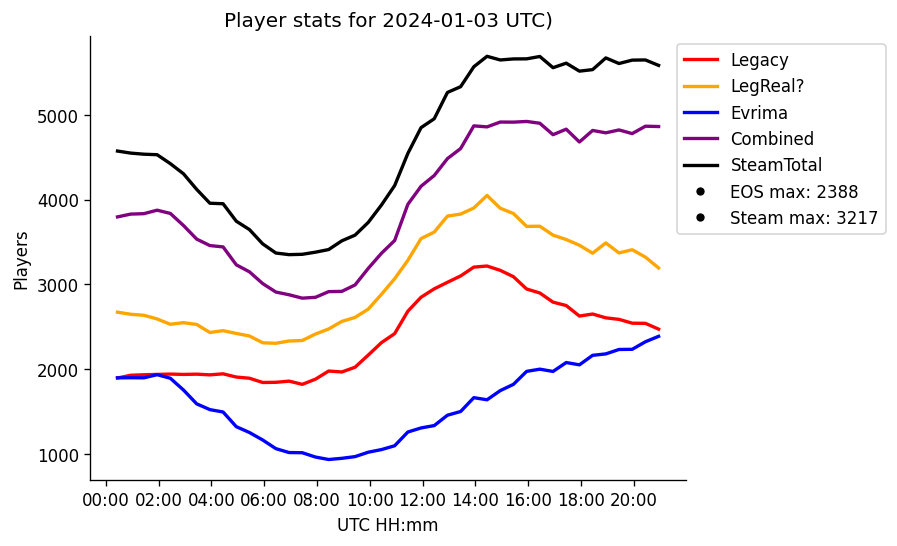 Player stats for 2024-01-03 UTC)
Legacy
LegReal?
Evrima
Combined
SteamTotal
EOS max: 2388
Steam max: 3217
Players
5000
4000
3000
2000
1000
00:00 02:00 04:00 06:00 08:00 10:00 12:00 14:00 16:00 18:00 20:00
UTC HH:mm